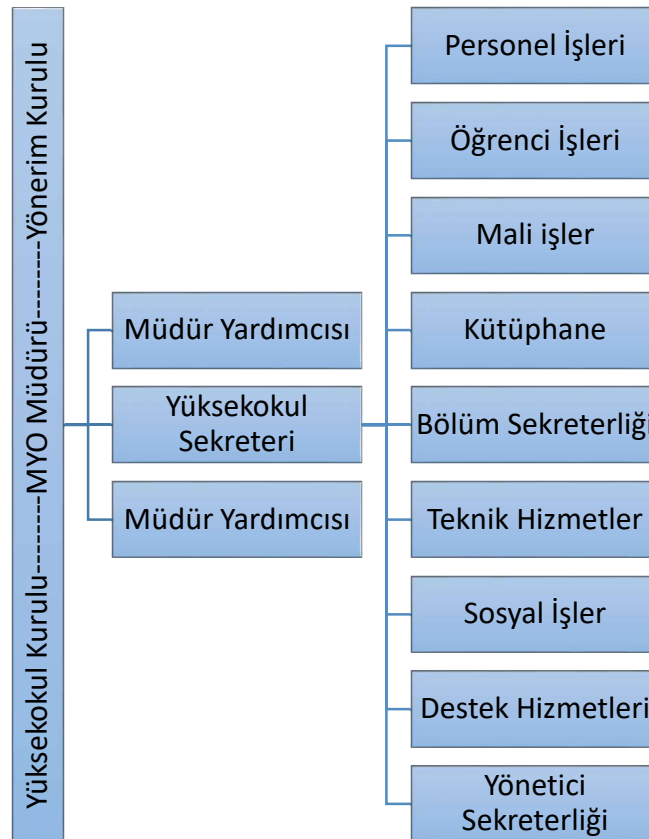 Yüksekokul Kurulu--------MYO Müdürü--------Yönerim Kurulu
Müdür Yardımcısı
Yüksekokul
Sekreteri
Müdür Yardımcısı
Personel İşleri
Öğrenci İşleri
Mali işler
Kütüphane
Bölüm Sekreterliği
Teknik Hizmetler
Sosyal İşler
Destek Hizmetleri
Yönetici
Sekreterliği